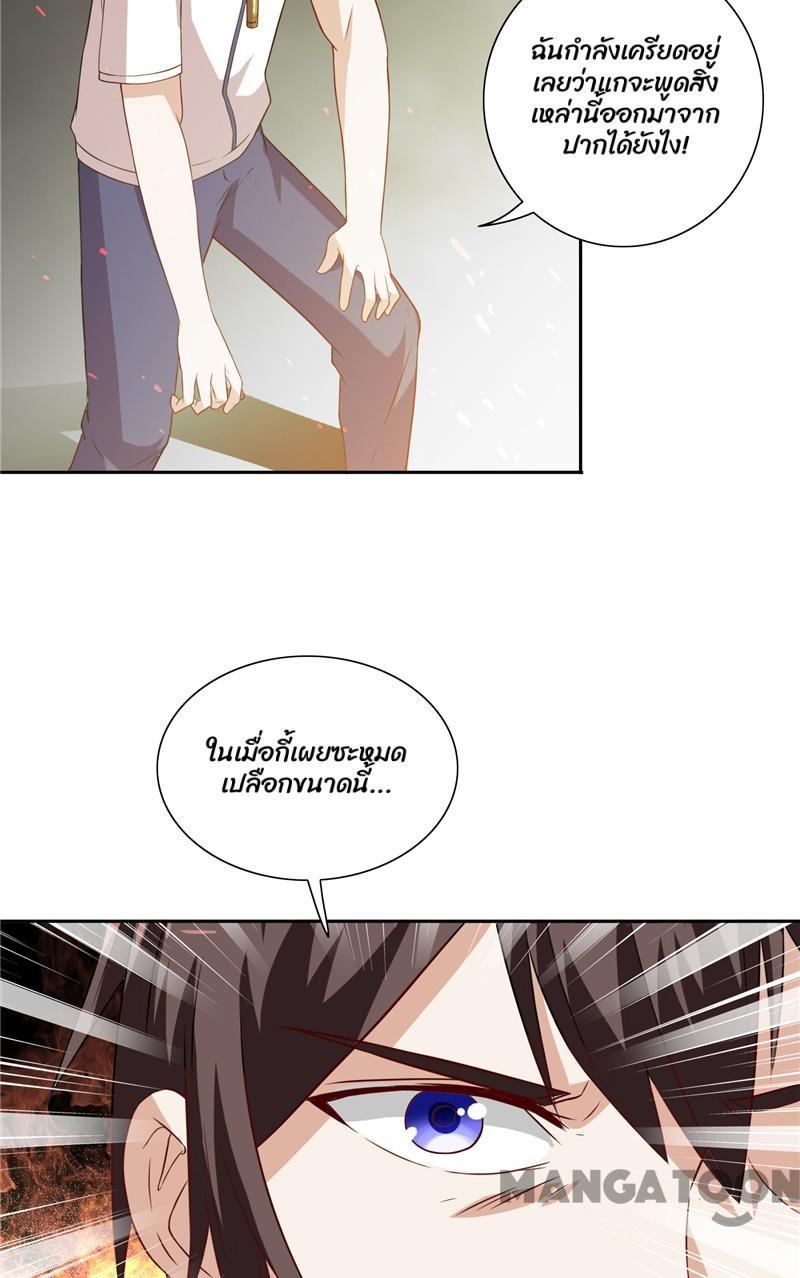 ฉันกำลังเครียดอยู่
เลยว่าแกจะพูดสิ่ง
เหล่านี้ออกมาจาก
ปากได้ยังไง!
ในเมื่อกี้เผยซะหมด
เปลือกขนาดนี้...
MANGATOON